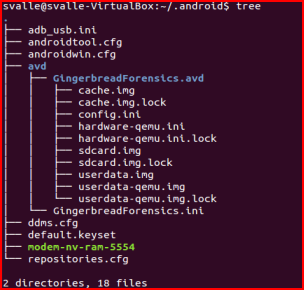 svalle@svalle-VirtualBox:~/.android$ tree
.
├── adb_usb.ini
├── androidtool.cfg
├── androidwin.cfg
├── avd
│   ├── GingerbreadForensics.avd
│   │   ├── cache.img
│   │   ├── cache.img.lock
│   │   ├── config.ini
│   │   ├── hardware-qemu.ini
│   │   ├── hardware-qemu.ini.lock
│   │   ├── sdcard.img
│   │   ├── sdcard.img.lock
│   │   ├── userdata.img
│   │   ├── userdata-qemu.img
│   │   └── userdata-qemu.img.lock
│   └── GingerbreadForensics.ini
├── ddms.cfg
├── default.keyset
├── modem-nv-ram-5554
└── repositories.cfg
2 directories, 18 files